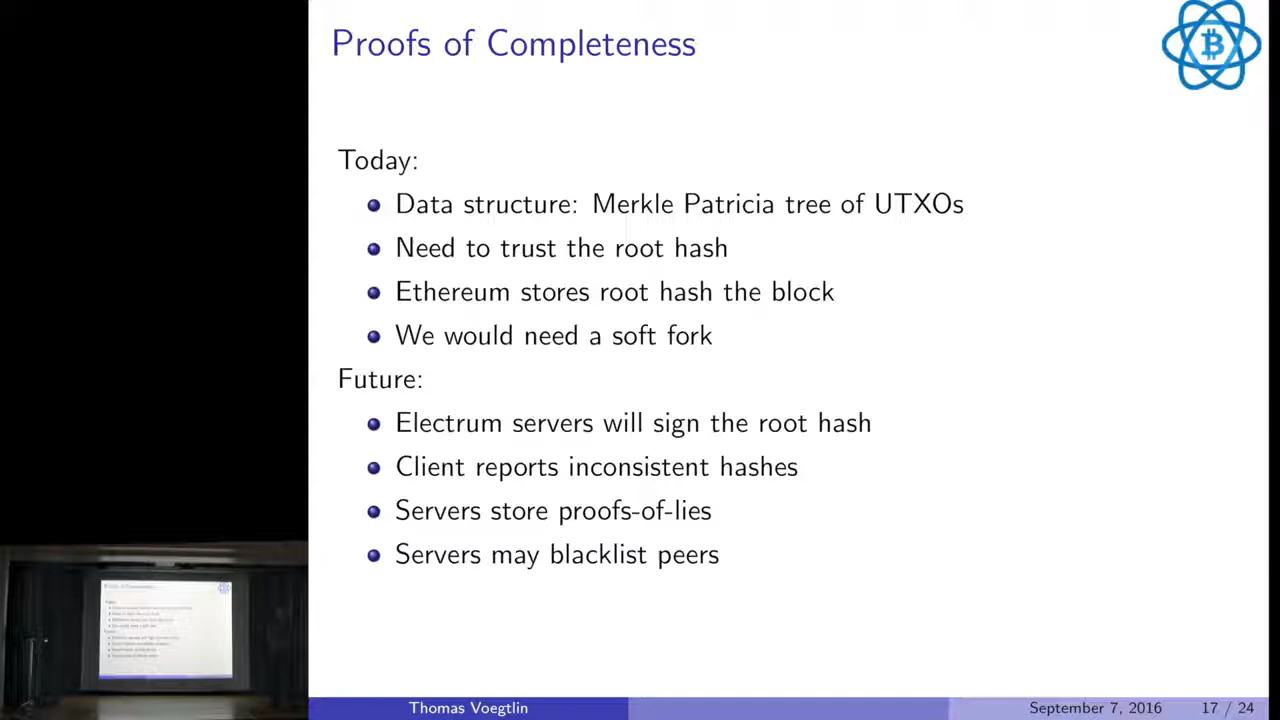 Proofs of Completeness
Today:
Data structure: Merkle Patricia tree of UTXOs
Need to trust the root hash
Ethereum stores root hash the block
We would need a soft fork
Future:
Electrum servers will sign the root hash
Client reports inconsistent hashes
Servers store proofs-of-lies
Servers may blacklist peers
Thomas Voegtlin
September 7, 2016
17 / 24